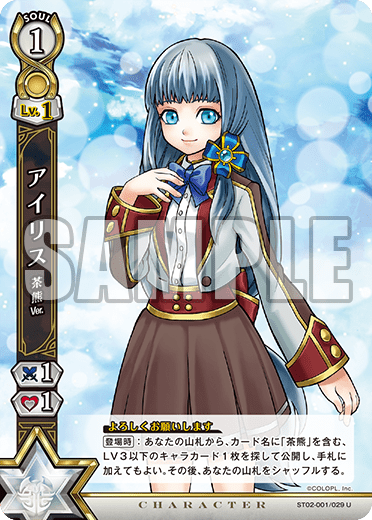 SOUL
1
Lv. 1
アイリス 茶熊 Ver.
SAMPLE
1
1
よろしくお願いします
登場時:あなたの山札から、カード名に「茶熊」を含む、
LV3以下のキャラカード1枚を探して公開し、手札に
加えてもよい。その後、あなたの山札をシャッフルする。
©COLOPL, Inc.
CHARACTER
ST02-001/029 U